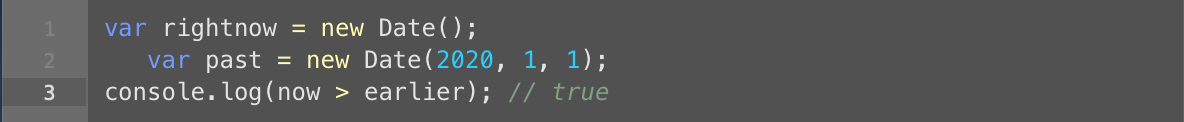 1 var rightnow = new Date();
2 var past = new Date(2020, 1, 1);
3 console.log(now > earlier); // true